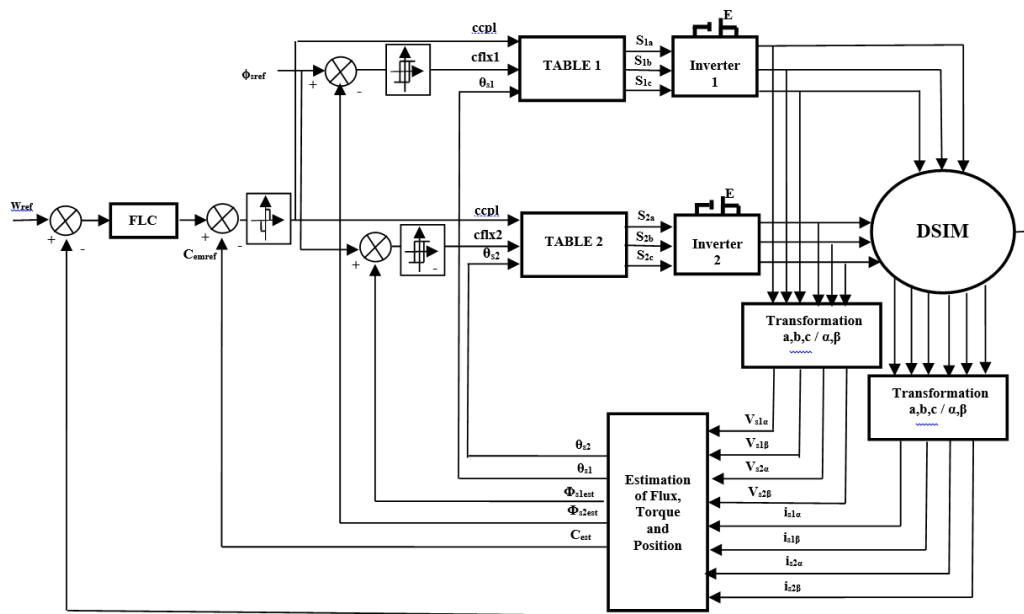 ccpl
cflx1
θs1
TABLE 1
S1a
S1b
S1c
E
Inverter
1
ϕsref
+
-
wref
+
-
FLC
+
-
Cemref
ccpl
cflx2
θs2
+
-
TABLE 2
S2a
S2b
S2c
E
Inverter
2
DSIM
Transformation
a,b,c / α,β
Transformation
a,b,c / α,β
θs2
θs1
Φs1est
Φs2est
Cest
Estimation
of Flux,
Torque
and
Position
Vs1α
Vs1β
Vs2α
Vs2β
is1α
is1β
is2α
is2β